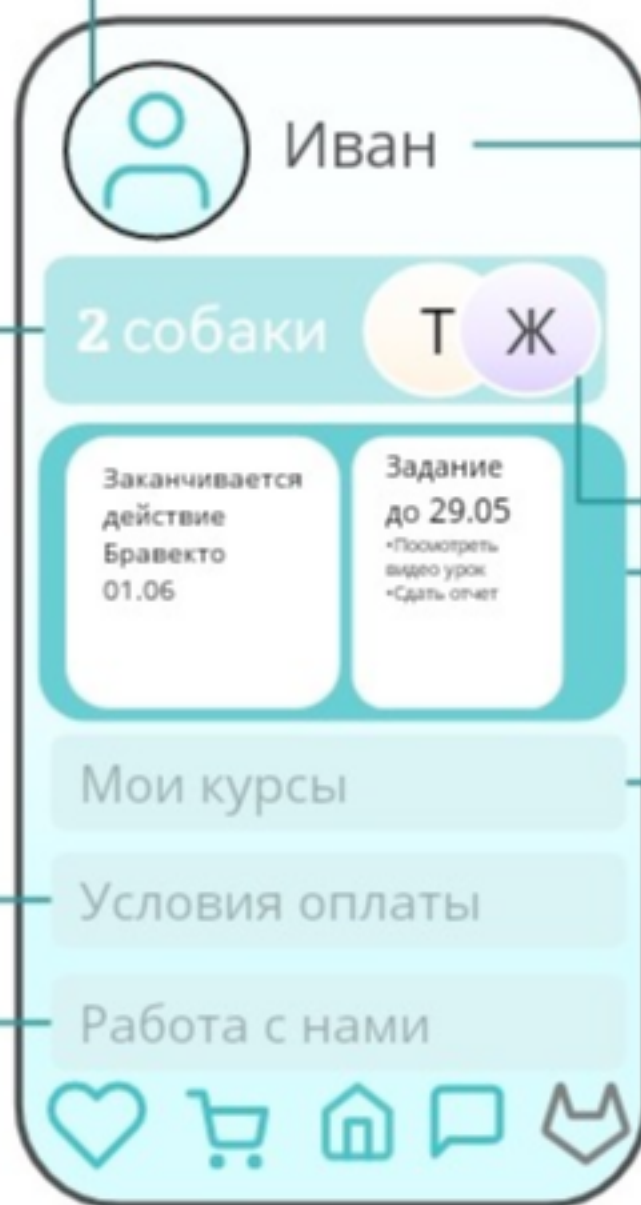 Иван
2 собаки
Т Ж
Заканчивается
действие
Бравекто
01.06
Задание
до 29.05
•Посмотреть
видео урок
•Сдать отчет
Мои курсы
Условия оплаты
Работа с нами